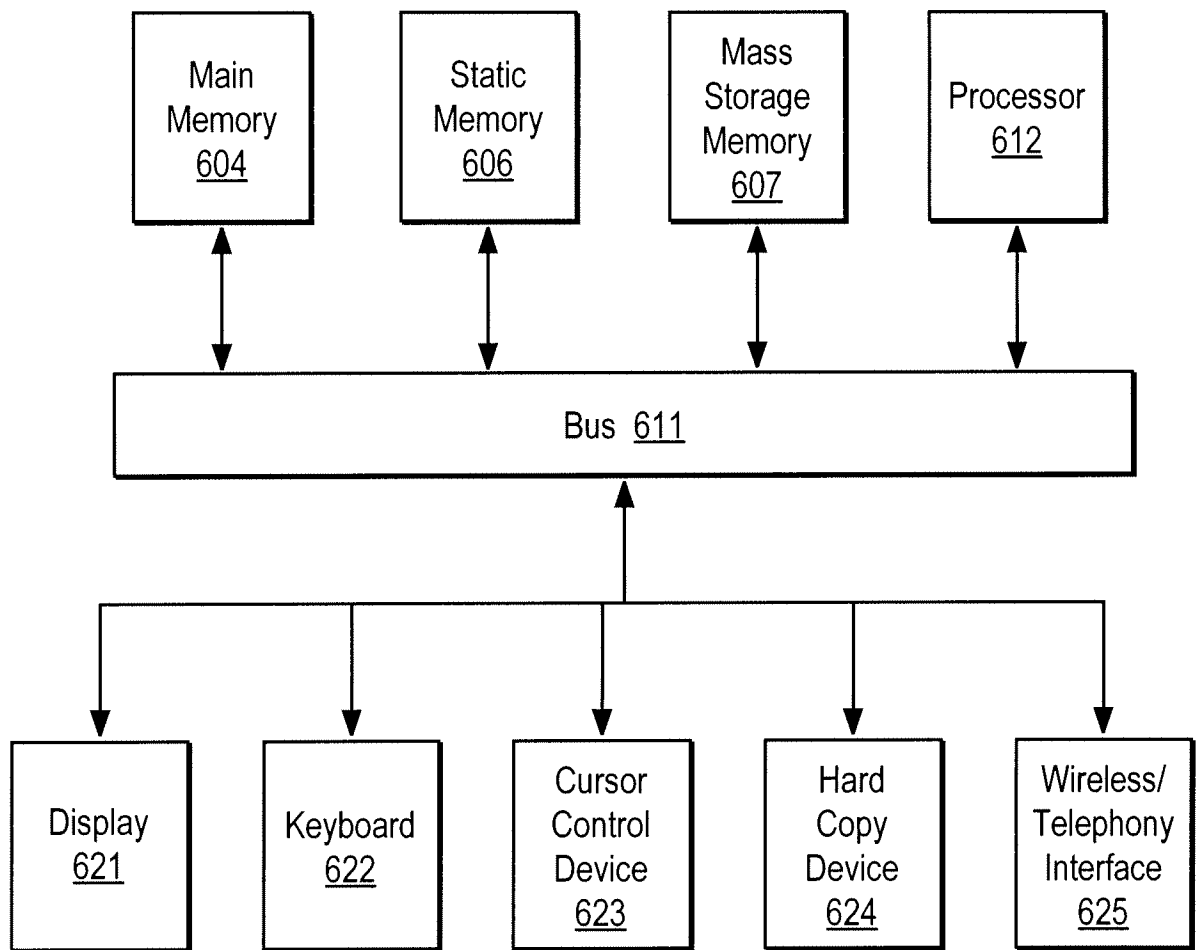 Main
Memory
604
Static
Memory
606
Mass
Storage
Memory
607
Processor
612
Bus 611
Display
621
Keyboard
622
Cursor
Control
Device
623
Hard
Copy
Device
624
Wireless/
Telephony
Interface
625